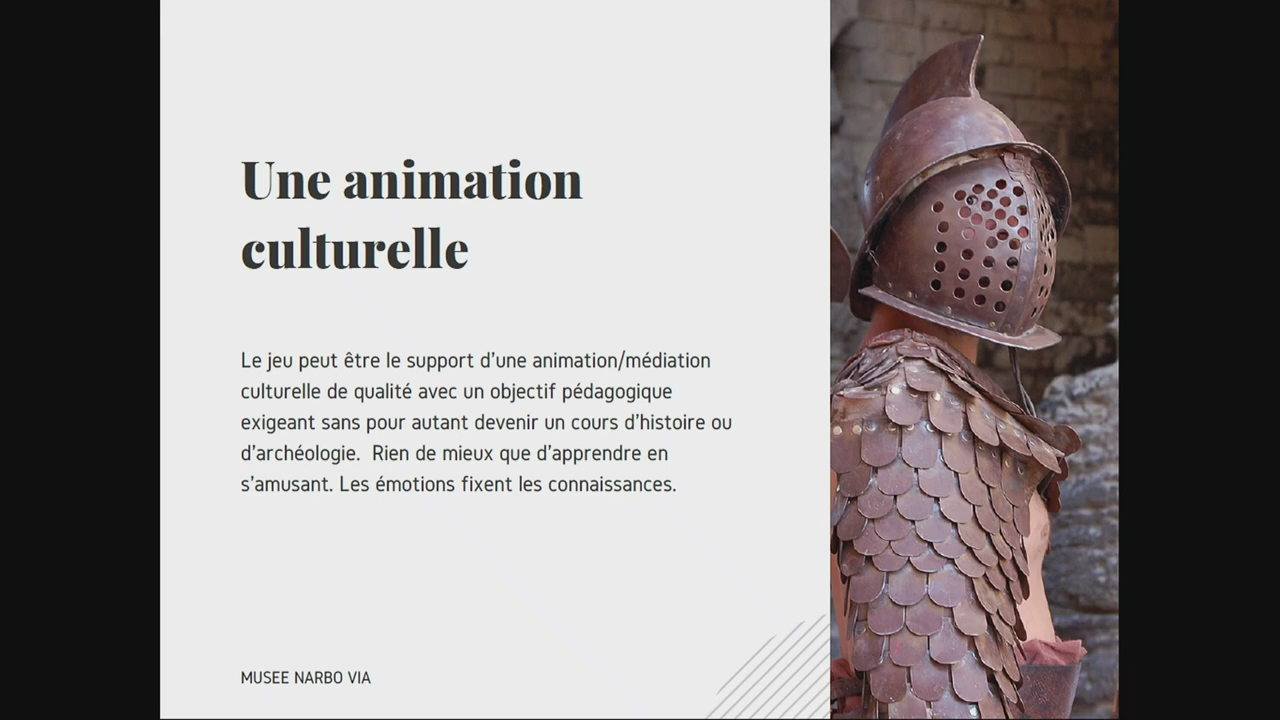 Une animation
culturelle
Le jeu peut être le support d'une animation/médiation
culturelle de qualité avec un objectif pédagogique
exigeant sans pour autant devenir un cours d'histoire ou
d'archéologie.  Rien de mieux que d'apprendre en
s'amusant. Les émotions fixent les connaissances.
MUSEE NARBO VIA